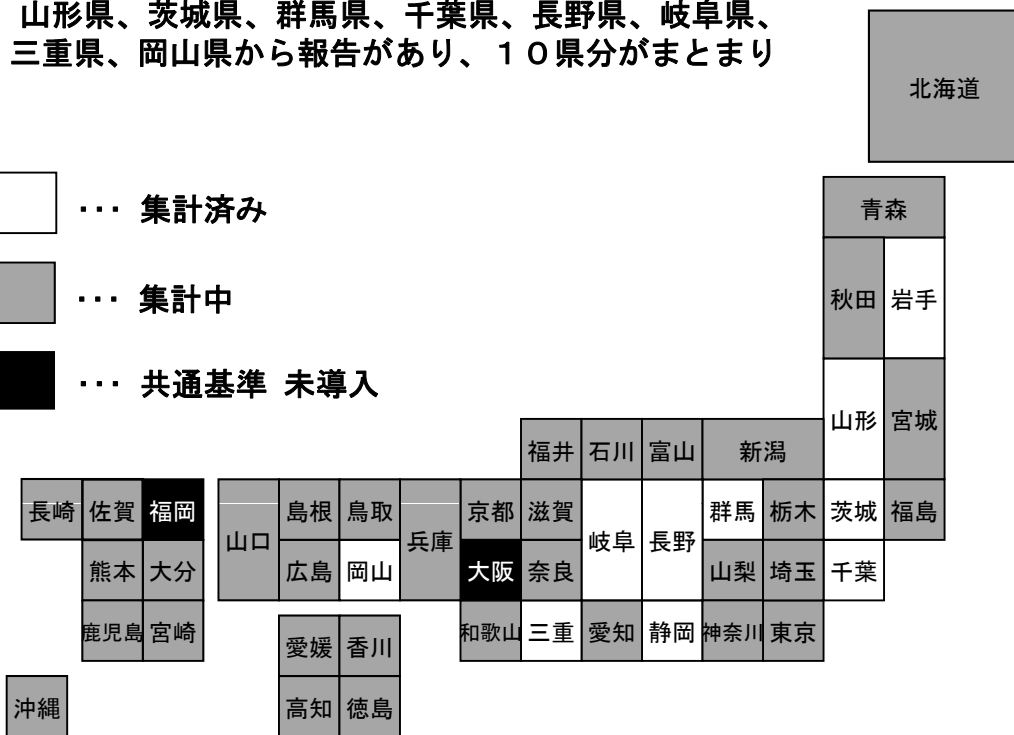 山形県、茨城県、群馬県、千葉県、長野県、岐阜県、
三重県、岡山県から報告があり、１０県分がまとまり
北海道
･･･ 集計済み
･･･ 集計中
･･･ 共通基準 未導入
青森
秋田 岩手
山形 宮城
福井 石川 富山 新潟
長崎 佐賀 福岡 山口 島根 鳥取 兵庫 京都 滋賀 岐阜 長野 群馬 栃木 茨城 福島
熊本 大分 広島 岡山 大阪 奈良 山梨 埼玉 千葉
鹿児島 宮崎 愛媛 香川 和歌山 三重 愛知 静岡 神奈川 東京
沖縄 高知 徳島